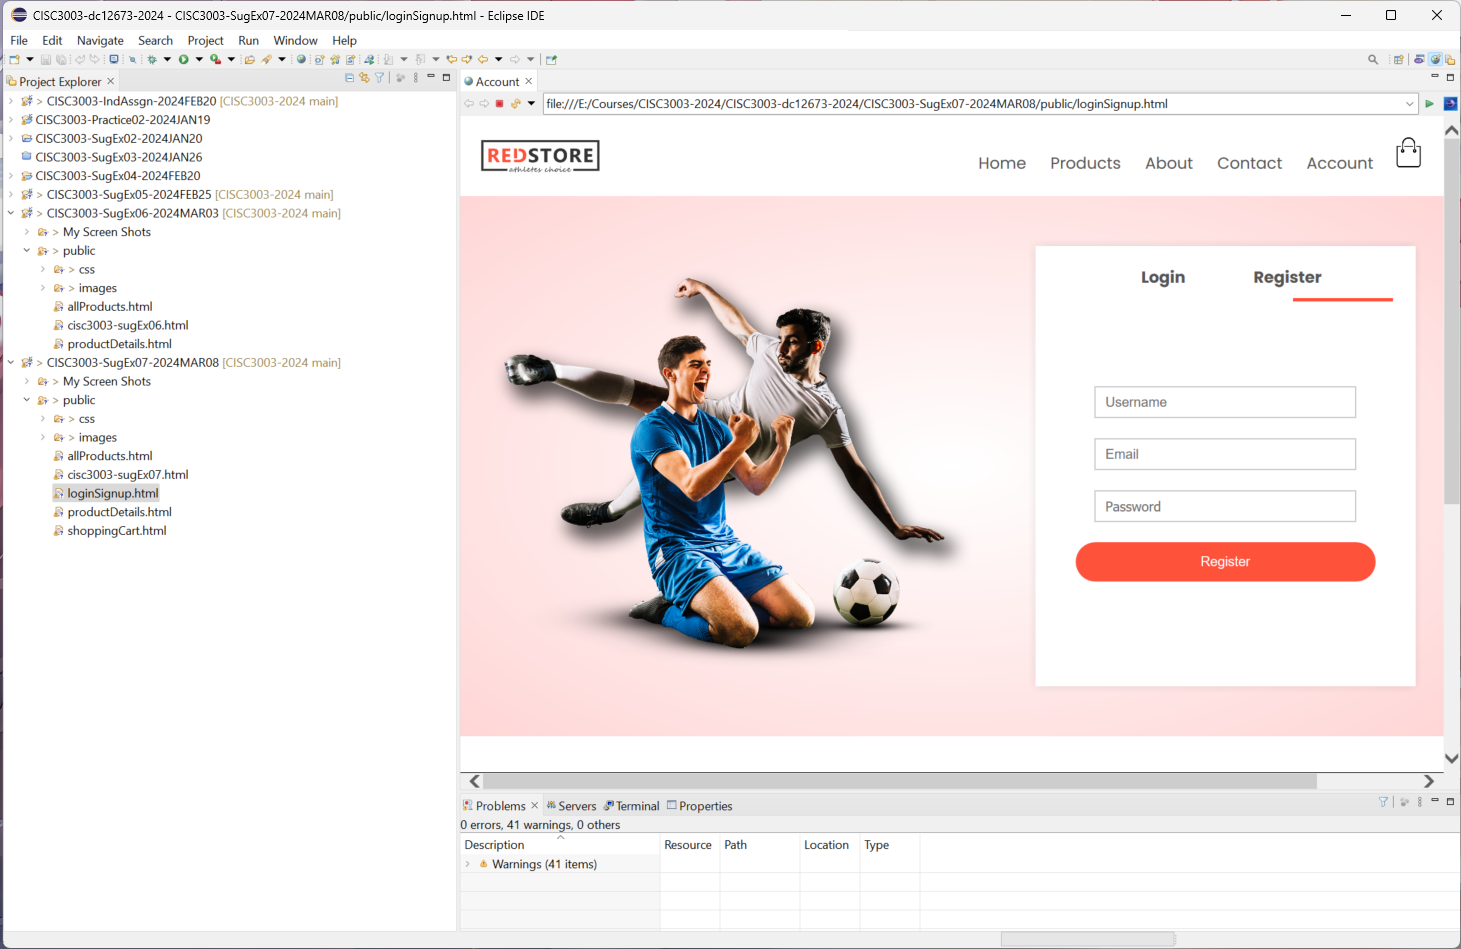 CISC3003-dc12673-2024 - CISC3003-SugEx07-2024MAR08/public/loginSignup.html - Eclipse IDE
File Edit Navigate Search Project Run Window Help
Project Explorer
> CISC3003-IndAssgn-2024FEB20 [CISC3003-2024 main]
CISC3003-Practice02-2024JAN19
CISC3003-SugEx02-2024JAN20
CISC3003-SugEx03-2024JAN26
CISC3003-SugEx04-2024FEB20
> CISC3003-SugEx05-2024FEB25 [CISC3003-2024 main]
> CISC3003-SugEx06-2024MAR03 [CISC3003-2024 main]
> My Screen Shots
> public
> css
> images
allProducts.html
cisc3003-sugEx06.html
productDetails.html
> CISC3003-SugEx07-2024MAR08 [CISC3003-2024 main]
> My Screen Shots
> public
> css
> images
allProducts.html
cisc3003-sugEx07.html
loginSignup.html
productDetails.html
shoppingCart.html
Account
file:///E:/Courses/CISC3003-2024/CISC3003-dc12673-2024/CISC3003-SugEx07-2024MAR08/public/loginSignup.html
REDSTORE
athletes choice
Home Products About Contact Account
Login Register
Username
Email
Password
Register
Problems Servers Terminal Properties
0 errors, 41 warnings, 0 others
Description Resource Path Location Type
Warnings (41 items)